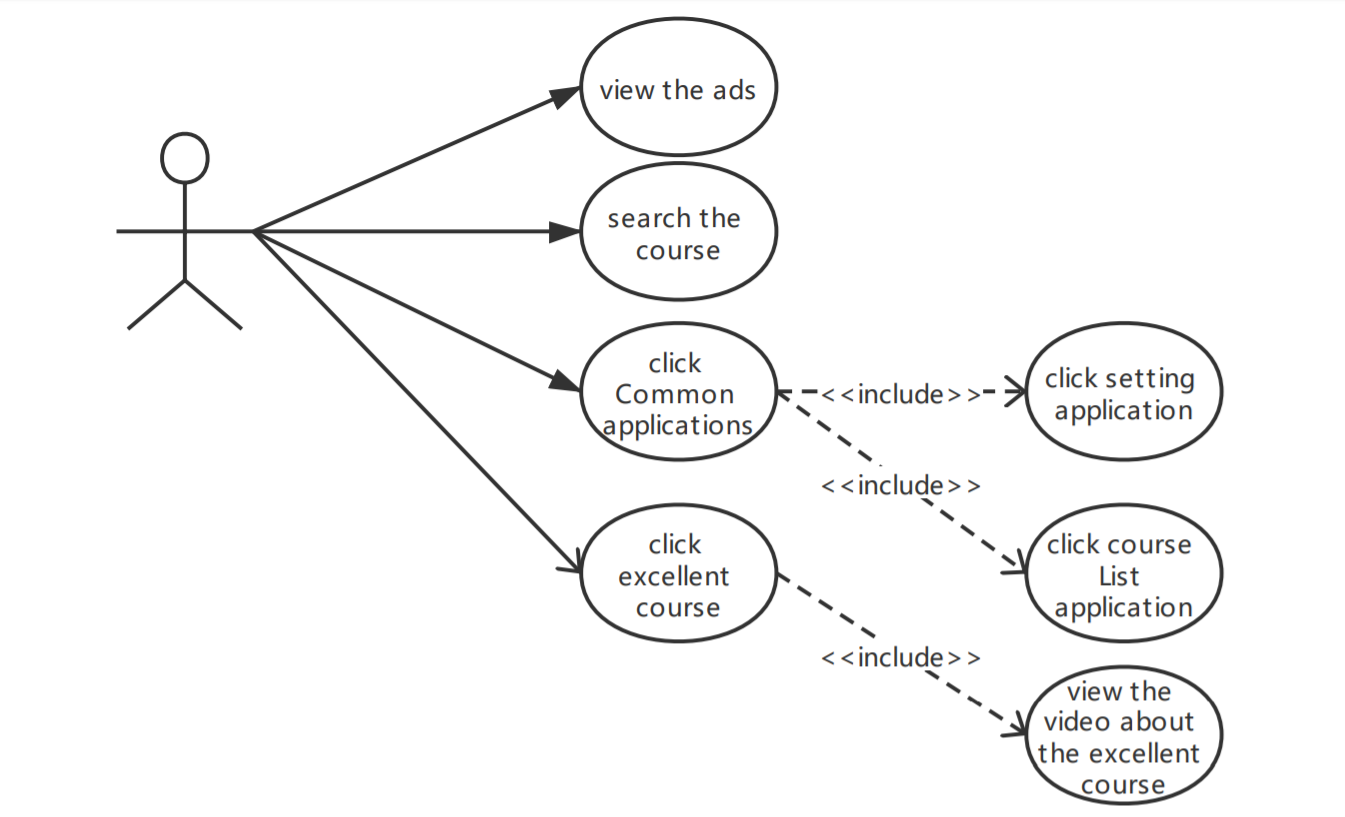 view the ads
search the
course
click
Common
applications
<<include>>
click setting
application
<<include>>
click
excellent
course
click course
List
application
<<include>>
view the
video about
the excellent
course